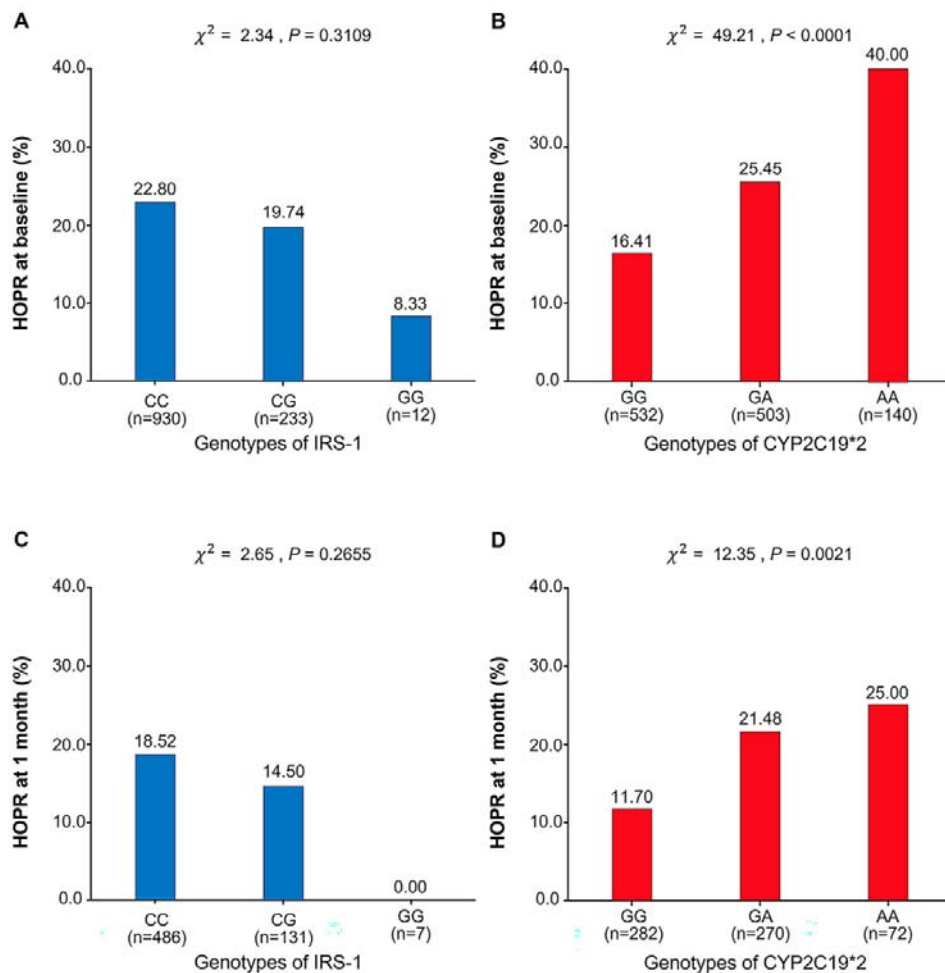 A
χ² = 2.34 , P = 0.3109
HOPR at baseline (%)
40.0
30.0
20.0
10.0
0.0
22.80
19.74
8.33
CC
(n=930)
CG
(n=233)
GG
(n=12)
Genotypes of IRS-1
B
χ² = 49.21 , P < 0.0001
HOPR at baseline (%)
40.0
30.0
20.0
10.0
0.0
16.41
25.45
40.00
GG
(n=532)
GA
(n=503)
AA
(n=140)
Genotypes of CYP2C19*2
C
χ² = 2.65 , P = 0.2655
HOPR at 1 month (%)
40.0
30.0
20.0
10.0
0.0
18.52
14.50
0.00
CC
(n=486)
CG
(n=131)
GG
(n=7)
Genotypes of IRS-1
D
χ² = 12.35 , P = 0.0021
HOPR at 1 month (%)
40.0
30.0
20.0
10.0
0.0
11.70
21.48
25.00
GG
(n=282)
GA
(n=270)
AA
(n=72)
Genotypes of CYP2C19*2